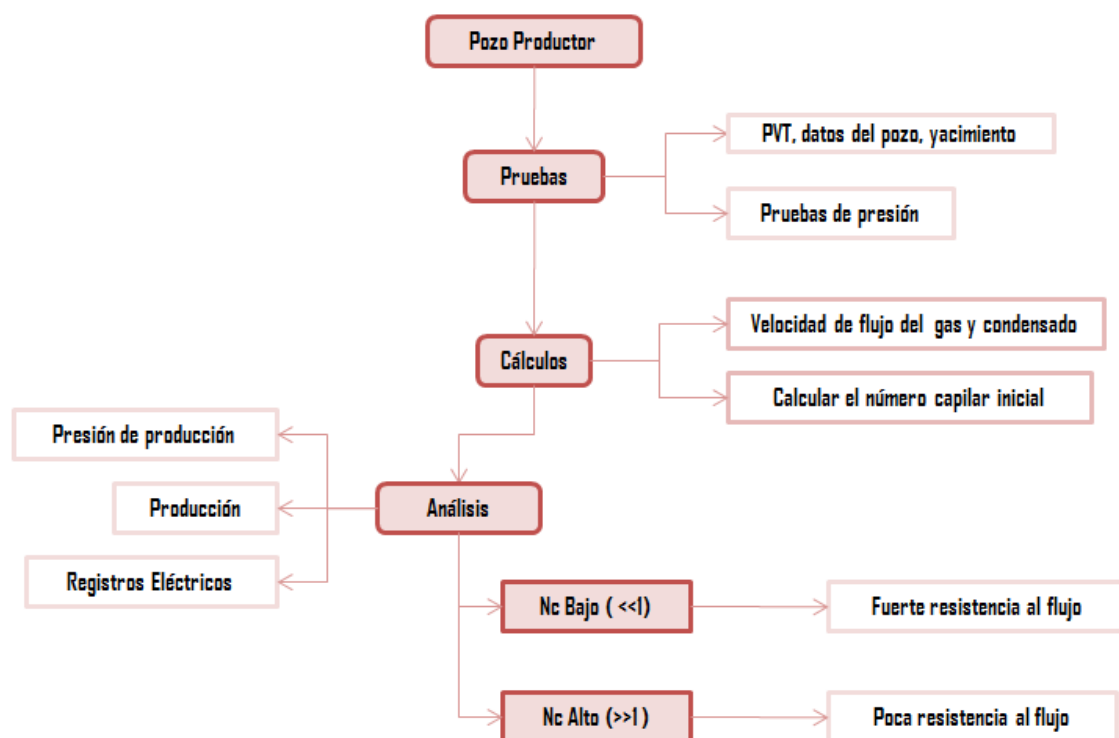 Pozo Productor
PVT, datos del pozo, yacimiento
Pruebas
Pruebas de presión
Velocidad de flujo del gas y condensado
Cálculos
Calcular el número capilar inicial
Presión de producción
Producción
Análisis
Registros Eléctricos
Nc Bajo ( <<1)
Fuerte resistencia al flujo
Nc Alto (>>1 )
Poca resistencia al flujo